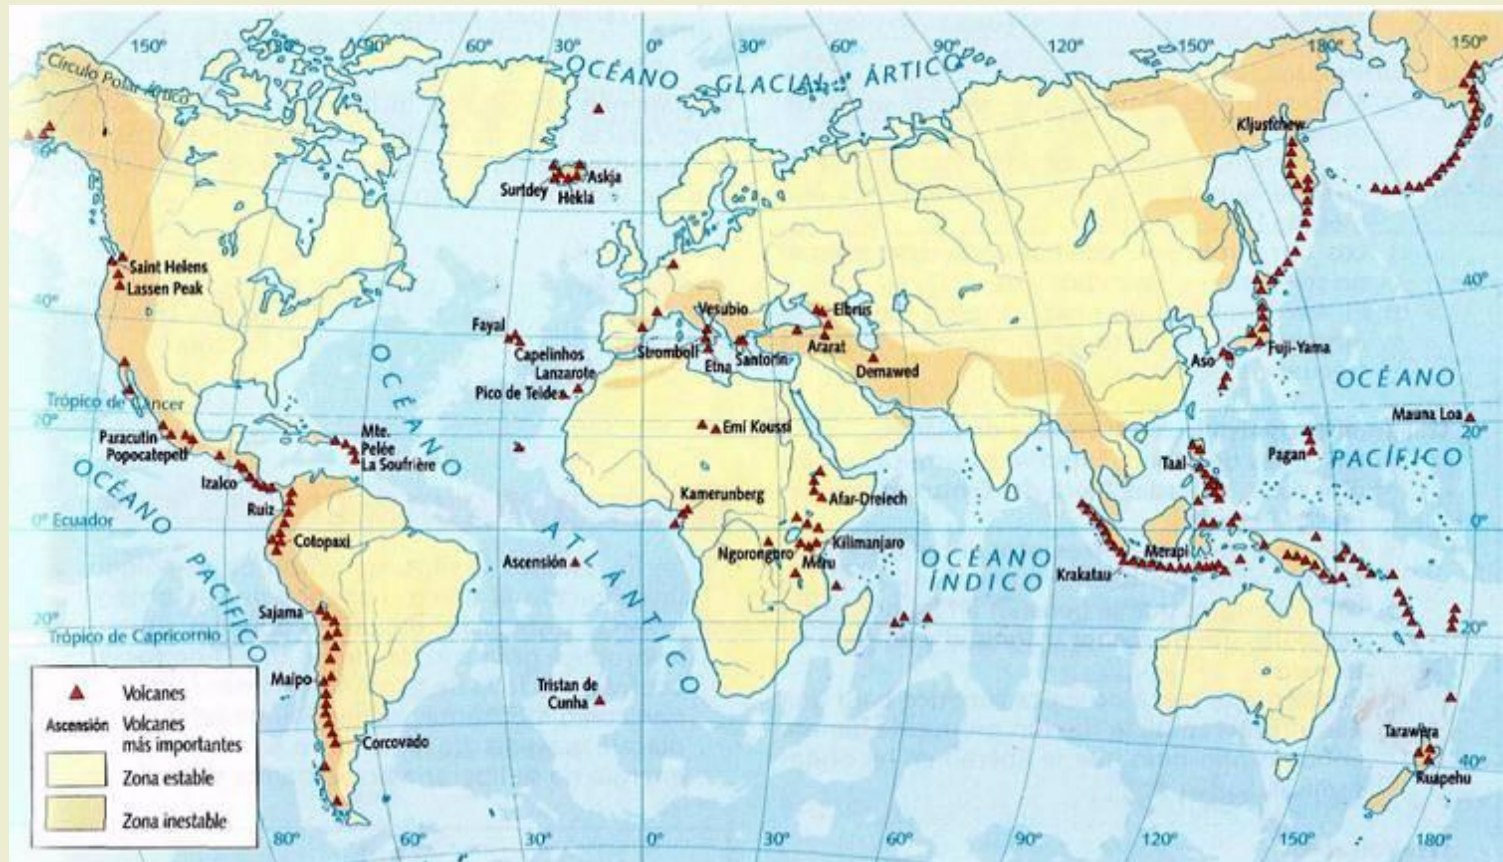 150°
120°
90°
60°
30°
0°
30°
60°
90°
120°
150°
180°
150°
OCÉANO GLACIAL ÁRTICO
Círculo Polar Ártico
Kljustchew
Surtdey
Askja
Hekla
Saint Helens
Lassen Peak
40°
40°
Fayal
Capelinhos
Lanzarote
Pico de Teide
Vesubio
Stromboli
Etna
Santorin
Elbrus
Ararat
Demawed
Aso
Fuji-Yama
OCÉANO
PACÍFICO
Mauna Loa
Trópico de Cáncer
20°
20°
Paracutin
Popocatepetl
Mte.
Pelée
La Soufrière
OCÉANO
ATLÁNTICO
Emi Koussi
Taal
Pagan
Izalco
Ruiz
OCÉANO PACÍFICO
Kamerunberg
Afar-Dreiech
0° Ecuador
0°
Cotopaxi
Ascensión
Ngorongoro
Meru
Kilimanjaro
OCÉANO
ÍNDICO
Merapi
Krakatau
Sajama
20°
Trópico de Capricornio
20°
Maipo
Tristan de
Cunha
Corcovado
Tarawera
40°
Ruapehu
Volcanes
Ascensión
Volcanes
más importantes
Zona estable
Zona inestable
80°
60°
30°
0°
30°
60°
90°
120°
150°
180°